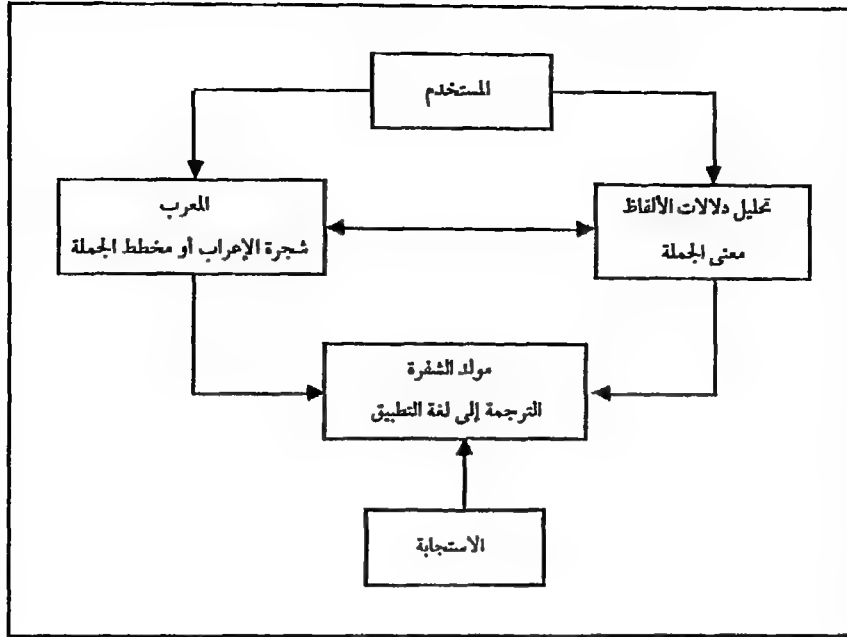 المستخدم
تحليل دلالات الألفاظ
معنى الجملة
المعرب
شجرة الإعراب أو مخطط الجملة
مولد الشفرة
الترجمة إلى لغة التطبيق
الاستجابة